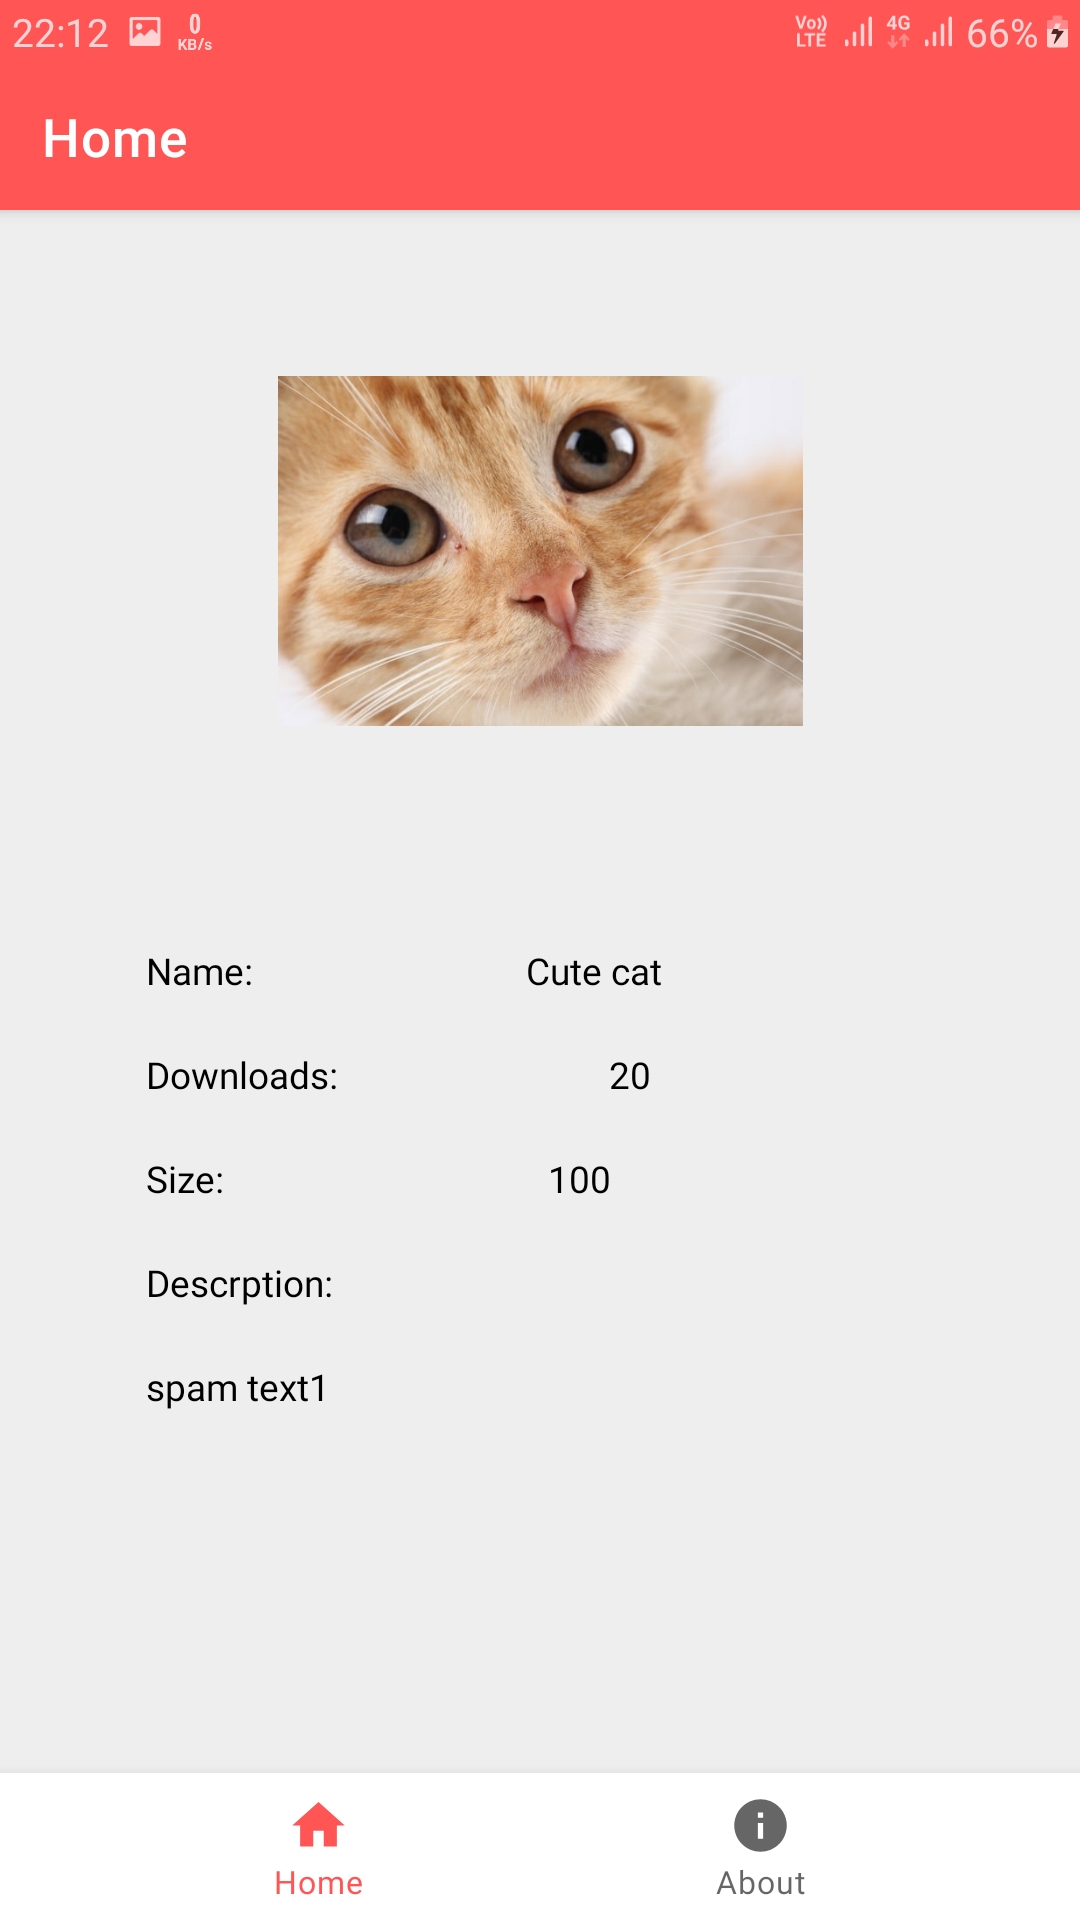 22:12 0 KB/s Vo)) LTE 4G 66%
Home
Name: Cute cat
Downloads: 20
Size: 100
Descrption:
spam text1
Home About